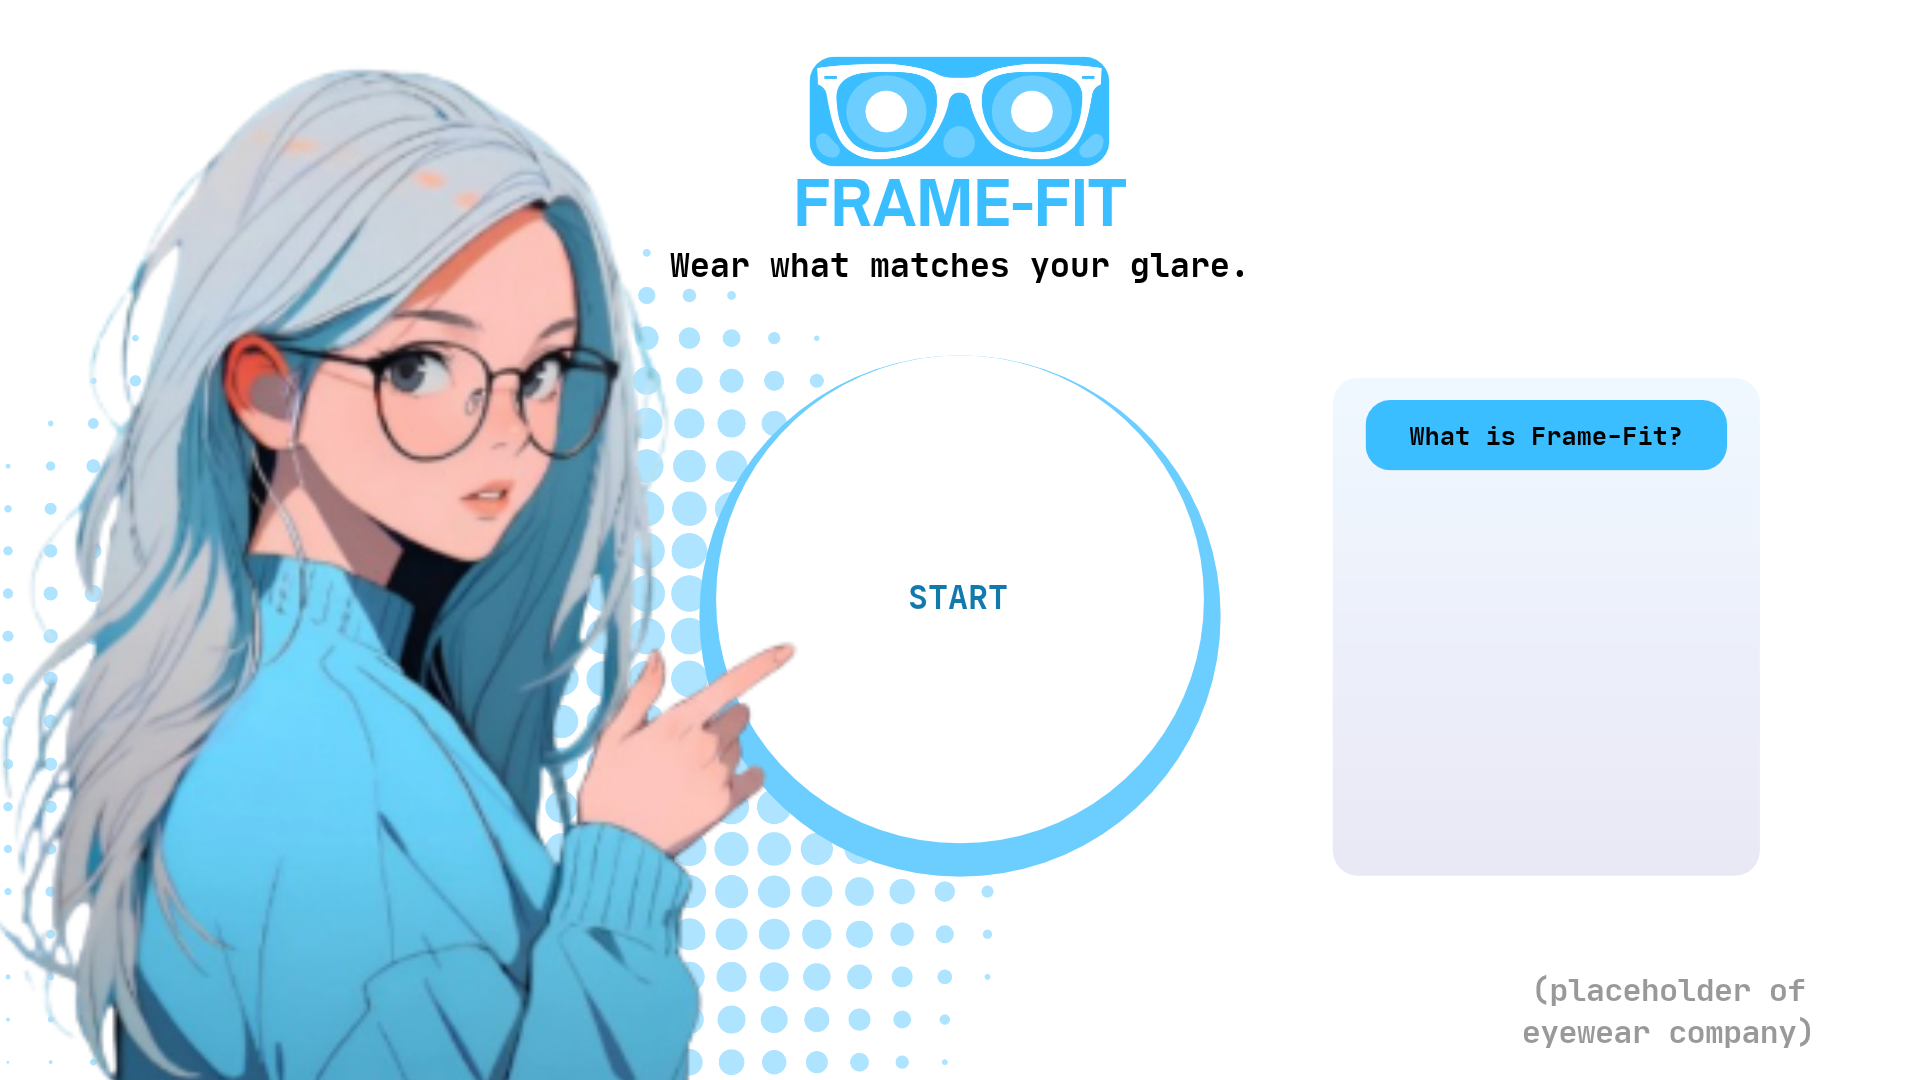 FRAME-FIT
Wear what matches your glare.
START
What is Frame-Fit?
(placeholder of
eyewear company)